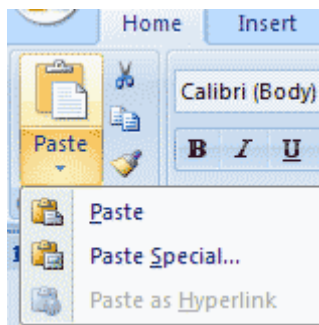 Home Insert
Calibri (Body)
Paste
B I U
Paste
Paste Special...
Paste as Hyperlink